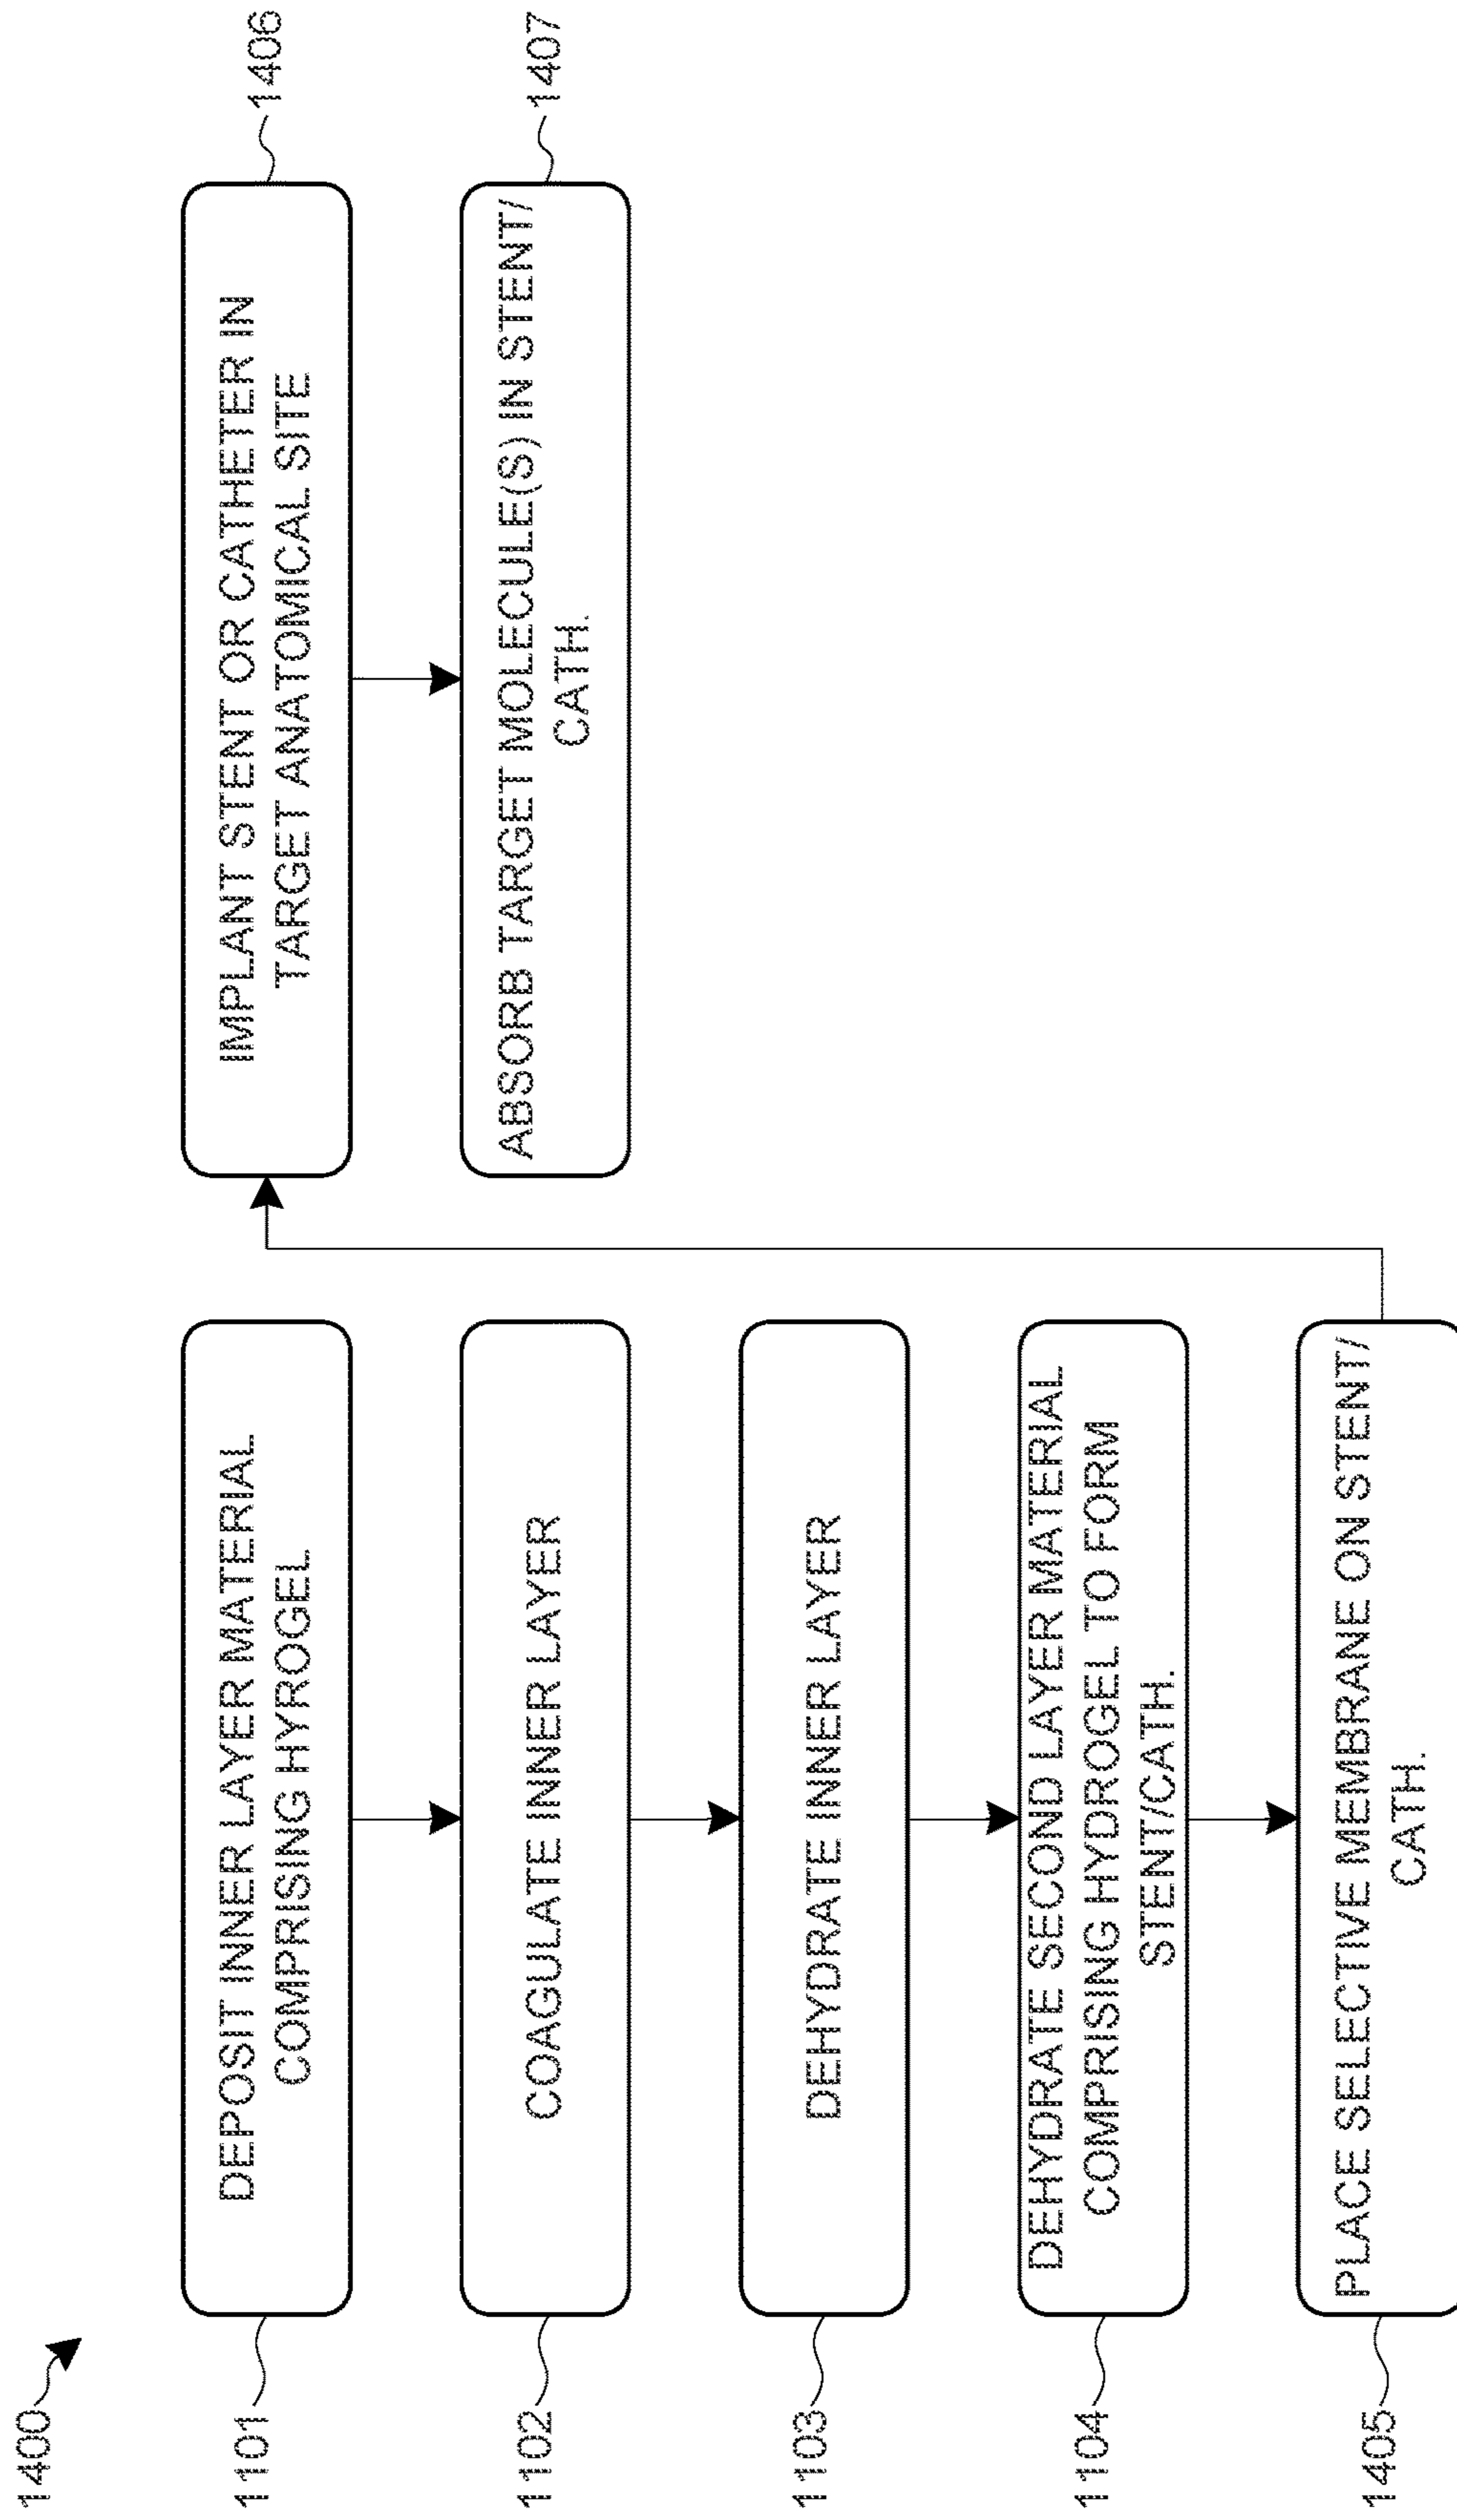 1400
1101
DEPOSIT INNER LAYER MATERIAL
COMPRISING HYROGEL
1102
COAGULATE INNER LAYER
1103
DEHYDRATE INNER LAYER
1104
DEHYDRATE SECOND LAYER MATERIAL
COMPRISING HYDROGEL TO FORM
STENT/CATH.
1405
PLACE SELECTIVE MEMBRANE ON STENT/
CATH.
IMPLANT STENT OR CATHETER IN
TARGET ANATOMICAL SITE
1406
ABSORB TARGET MOLECULE(S) IN STENT/
CATH.
1407